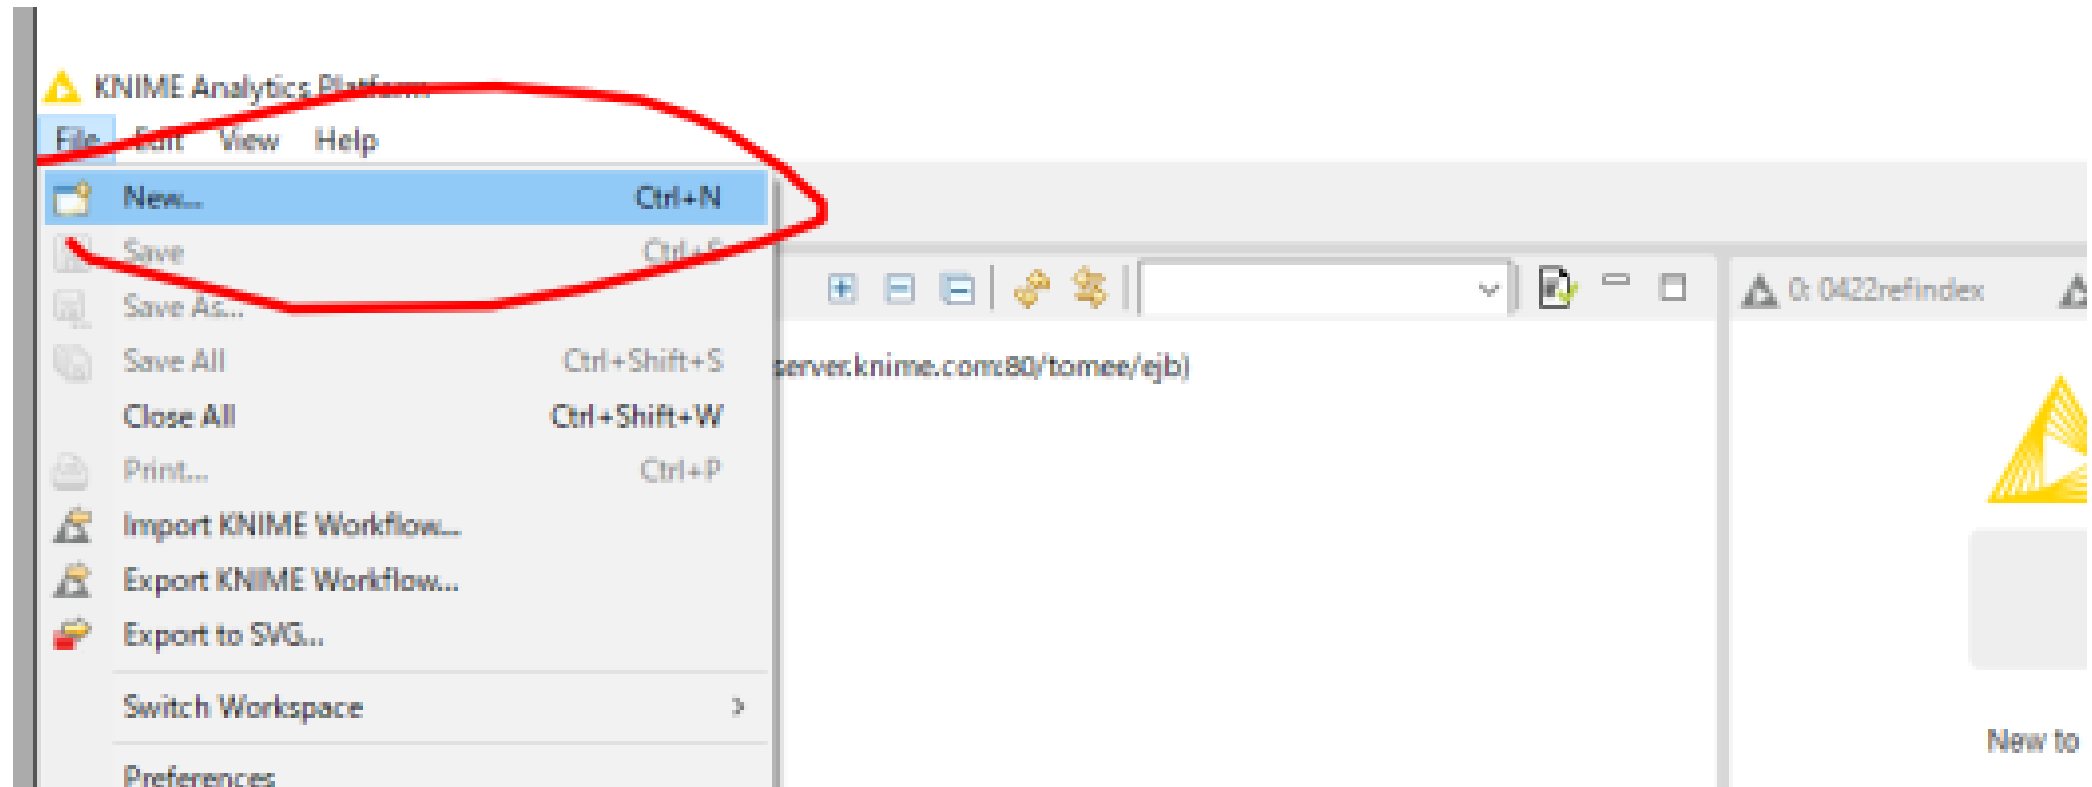 KNIME Analytics Platform
File Edit View Help
New... Ctrl+N
Save Ctrl+S
Save As...
Save All Ctrl+Shift+S
Close All Ctrl+Shift+W
Print... Ctrl+P
Import KNIME Workflow...
Export KNIME Workflow...
Export to SVG...
Switch Workspace
Preferences
server.knime.com:80/tomee/ejb)
0: 0422refindex
New to